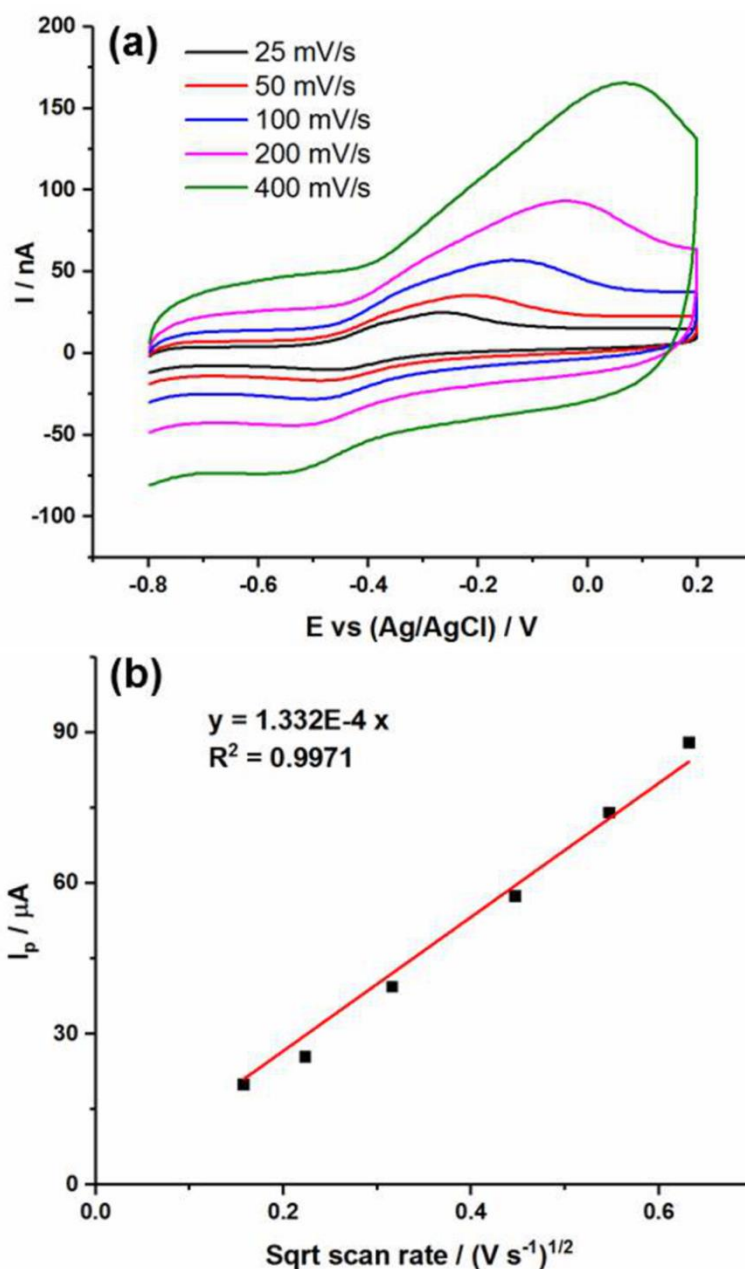 (a)
25 mV/s
50 mV/s
100 mV/s
200 mV/s
400 mV/s
200
150
100
50
0
-50
-100
I / nA
-0.8 -0.6 -0.4 -0.2 0.0 0.2
E vs (Ag/AgCl) / V
(b)
y = 1.332E-4 x
R² = 0.9971
90
60
30
0
Iₚ / μA
0.0 0.2 0.4 0.6
Sqrt scan rate / (V s⁻¹)¹/²